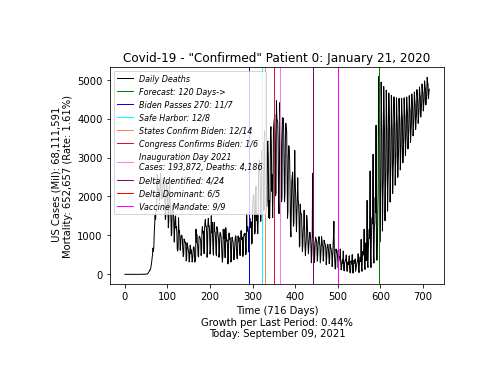 Covid-19 - "Confirmed" Patient 0: January 21, 2020
US Cases (Mil): 68,111,591
Mortality: 652,657 (Rate: 1.61%)
5000
4000
3000
2000
1000
0
Daily Deaths
Forecast: 120 Days->
Biden Passes 270: 11/7
Safe Harbor: 12/8
States Confirm Biden: 12/14
Congress Confirms Biden: 1/6
Inauguration Day 2021
Cases: 193,872, Deaths: 4,186
Delta Identified: 4/24
Delta Dominant: 6/5
Vaccine Mandate: 9/9
0 100 200 300 400 500 600 700
Time (716 Days)
Growth per Last Period: 0.44%
Today: September 09, 2021